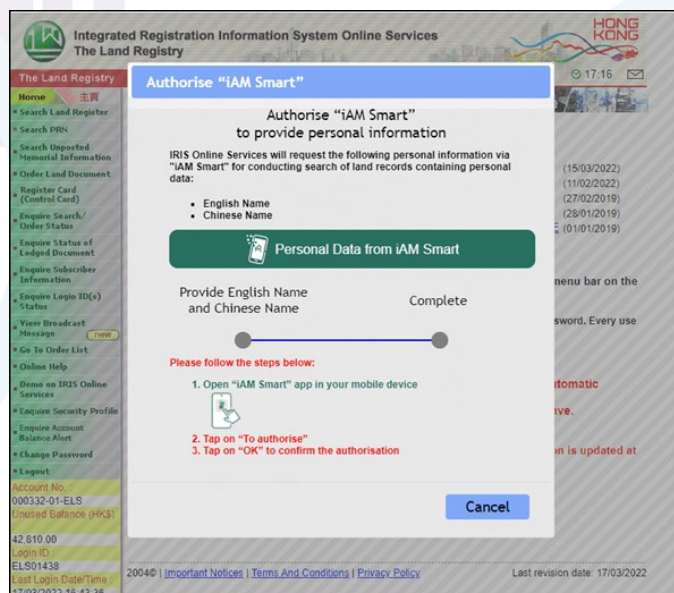 Integrated Registration Information System Online Services
The Land Registry
HONG
KONG
The Land Registry
17:16
Home 主頁
Search Land Register
Search PRN
Search Unposted
Memorial Information
Order Land Document
Register Card
(Control Card)
Enquire Search/
Order Status
Enquire Status of
Lodged Document
Enquire Subscriber
Information
Enquire Login ID(s)
Status
View Broadcast
Message new
Go To Order List
Online Help
Demo on IRIS Online
Services
Enquire Security Profile
Enquire Account
Balance Alert
Change Password
Logout
Account No. :
000332-01-ELS
Unused Balance (HK$)
42,810.00
Login ID :
ELS01438
Last Login Date/Time :
17/03/2022 16:43:36
Authorise “iAM Smart”
Authorise “iAM Smart”
to provide personal information
IRIS Online Services will request the following personal information via
"iAM Smart" for conducting search of land records containing personal
data:
• English Name
• Chinese Name
Personal Data from iAM Smart
Provide English Name
and Chinese Name
Complete
Please follow the steps below:
1. Open “iAM Smart” app in your mobile device
2. Tap on “To authorise”
3. Tap on “OK” to confirm the authorisation
Cancel
(15/03/2022)
(11/02/2022)
(27/02/2019)
(28/01/2019)
(01/01/2019)
menu bar on the
sword. Every use
tomatic
ve.
on is updated at
2004© | Important Notices | Terms And Conditions | Privacy Policy
Last revision date: 17/03/2022